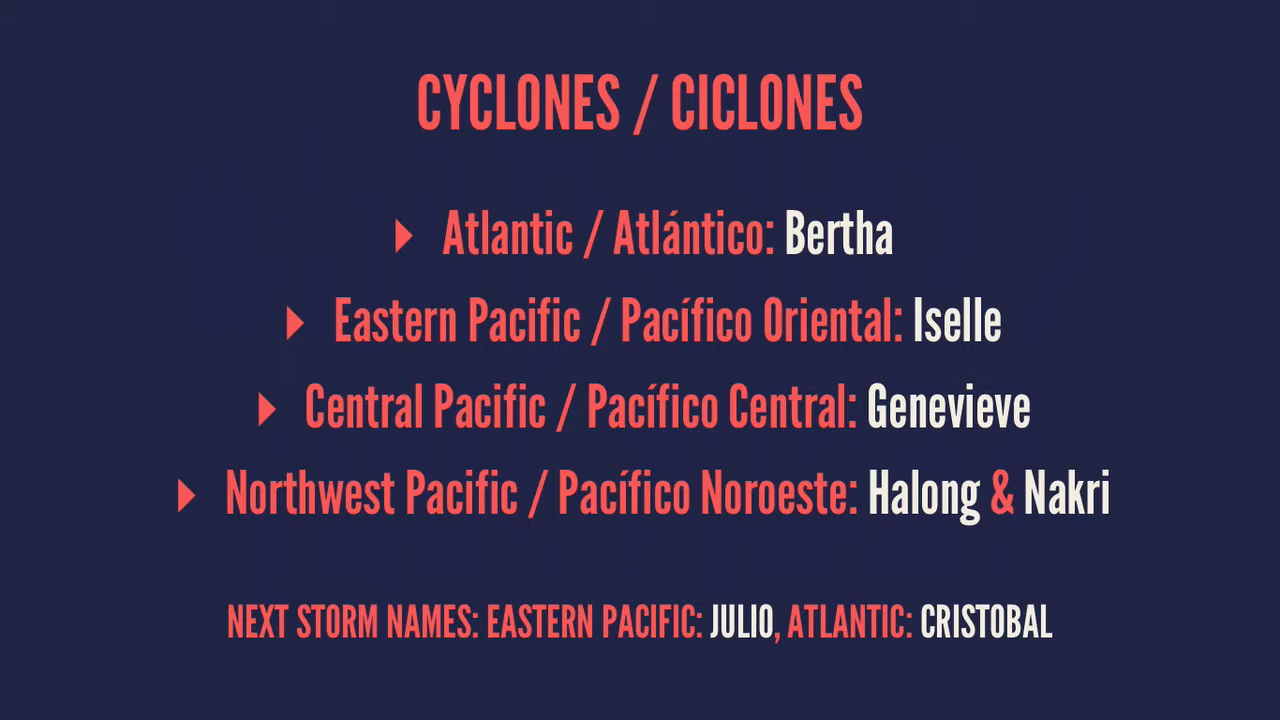 CYCLONES / CICLONES
Atlantic / Atlántico: Bertha
Eastern Pacific / Pacífico Oriental: Iselle
Central Pacific / Pacífico Central: Genevieve
Northwest Pacific / Pacífico Noroeste: Halong & Nakri
NEXT STORM NAMES: EASTERN PACIFIC: JULIO, ATLANTIC: CRISTOBAL